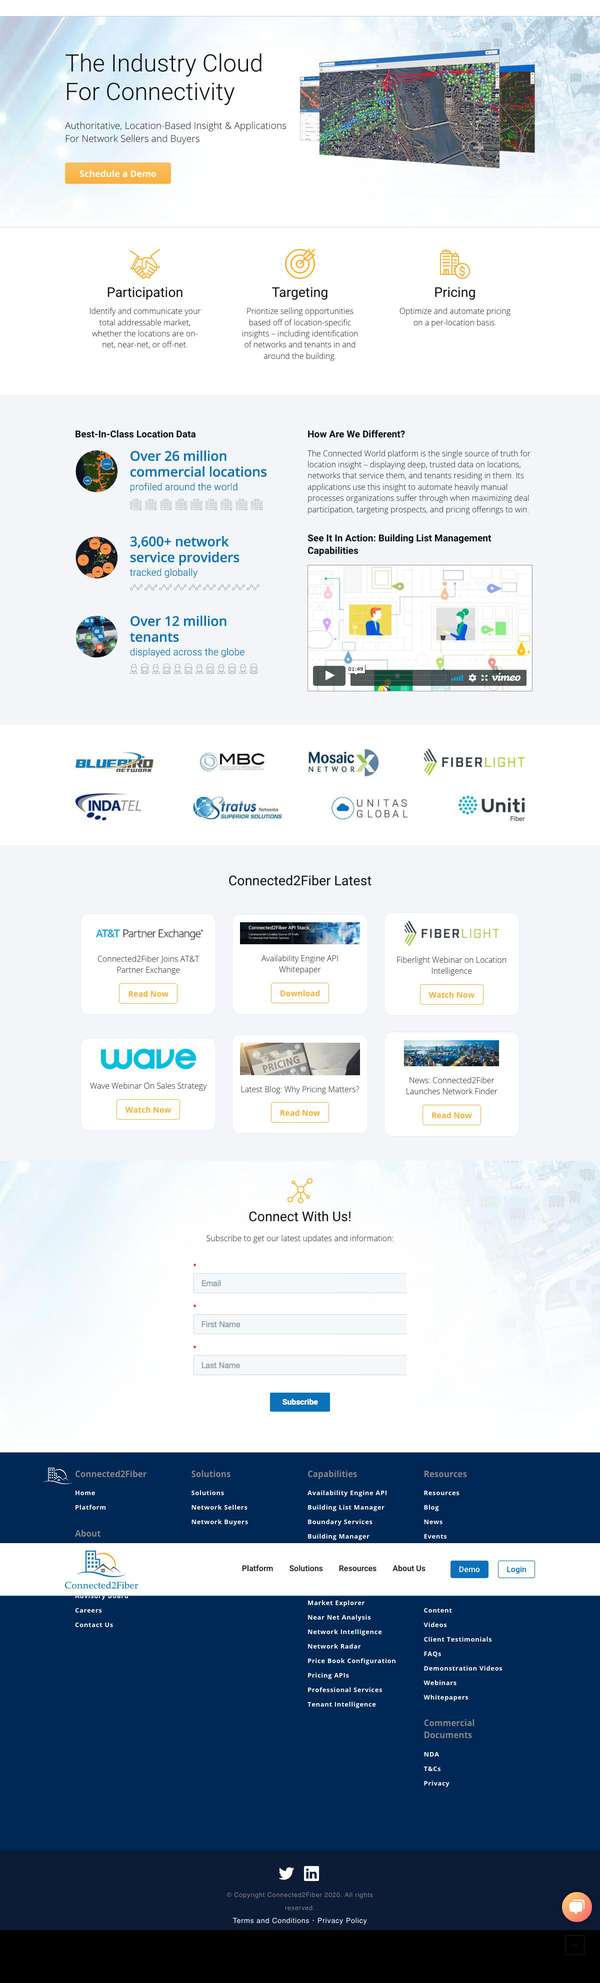 The Industry Cloud
For Connectivity
Authoritative, Location-Based Insight & Applications
For Network Sellers and Buyers
Schedule a Demo
Participation
Identify and communicate your
total addressable market,
whether the locations are on-
net, near-net, or off-net.
Targeting
Prioritize selling opportunities
based off of location-specific
insights – including identification
of networks and tenants in and
around the building.
Pricing
Optimize and automate pricing
on a per-location basis.
Best-In-Class Location Data
Over 26 million
commercial locations
profiled around the world
3,600+ network
service providers
tracked globally
Over 12 million
tenants
displayed across the globe
How Are We Different?
The Connected World platform is the single source of truth for
location insight – displaying deep, trusted data on locations,
networks that service them, and tenants residing in them. Its
applications use this insight to automate heavily manual
processes organizations suffer through when maximizing deal
participation, targeting prospects, and pricing offerings to win.
See It In Action: Building List Management
Capabilities
01:49
vimeo
BLUEBIRD
NETWORK
MBC
Mosaic
NETWORX
FIBERLIGHT
INDATEL
Stratus Networks
SUPERIOR SOLUTIONS
UNITAS
GLOBAL
Uniti
Fiber
Connected2Fiber Latest
AT&T Partner Exchange
Connected2Fiber Joins AT&T
Partner Exchange
Read Now
Connected2Fiber API Stack
Availability Engine API
Whitepaper
Download
FIBERLIGHT
Fiberlight Webinar on Location
Intelligence
Watch Now
wave
Wave Webinar On Sales Strategy
Watch Now
PRICING
Latest Blog: Why Pricing Matters?
Read Now
News: Connected2Fiber
Launches Network Finder
Read Now
Connect With Us!
Subscribe to get our latest updates and information:
*
Email
*
First Name
*
Last Name
Subscribe
Connected2Fiber
Home
Platform
About
Solutions
Solutions
Network Sellers
Network Buyers
Capabilities
Availability Engine API
Building List Manager
Boundary Services
Building Manager
Resources
Resources
Blog
News
Events
Connected2Fiber
Platform
Solutions
Resources
About Us
Demo
Login
Advisory Board
Careers
Contact Us
Market Explorer
Near Net Analysis
Network Intelligence
Network Radar
Price Book Configuration
Pricing APIs
Professional Services
Tenant Intelligence
Content
Videos
Client Testimonials
FAQs
Demonstration Videos
Webinars
Whitepapers
Commercial
Documents
NDA
T&Cs
Privacy
© Copyright Connected2Fiber 2020. All rights
reserved.
Terms and Conditions · Privacy Policy